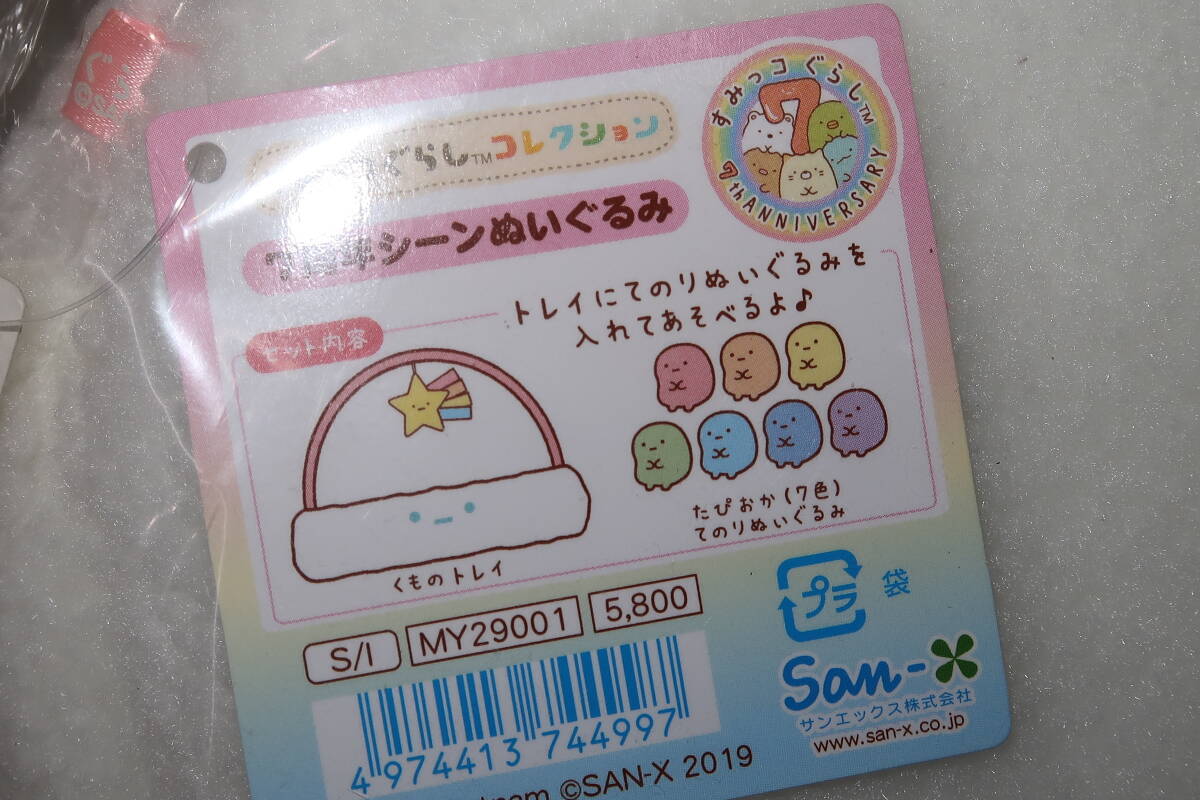 ぐらし™コレクション
すみっコぐらし™
7
7th ANNIVERSARY
シーンぬいぐるみ
トレイにてのりぬいぐるみを
入れてあそべるよ♪
セット内容
たぴおか(7色)
てのりぬいぐるみ
くものトレイ
S/I
MY29001
5,800
プラ
袋
4 974413 744997
San-X
サンエックス株式会社
www.san-x.co.jp
©SAN-X 2019